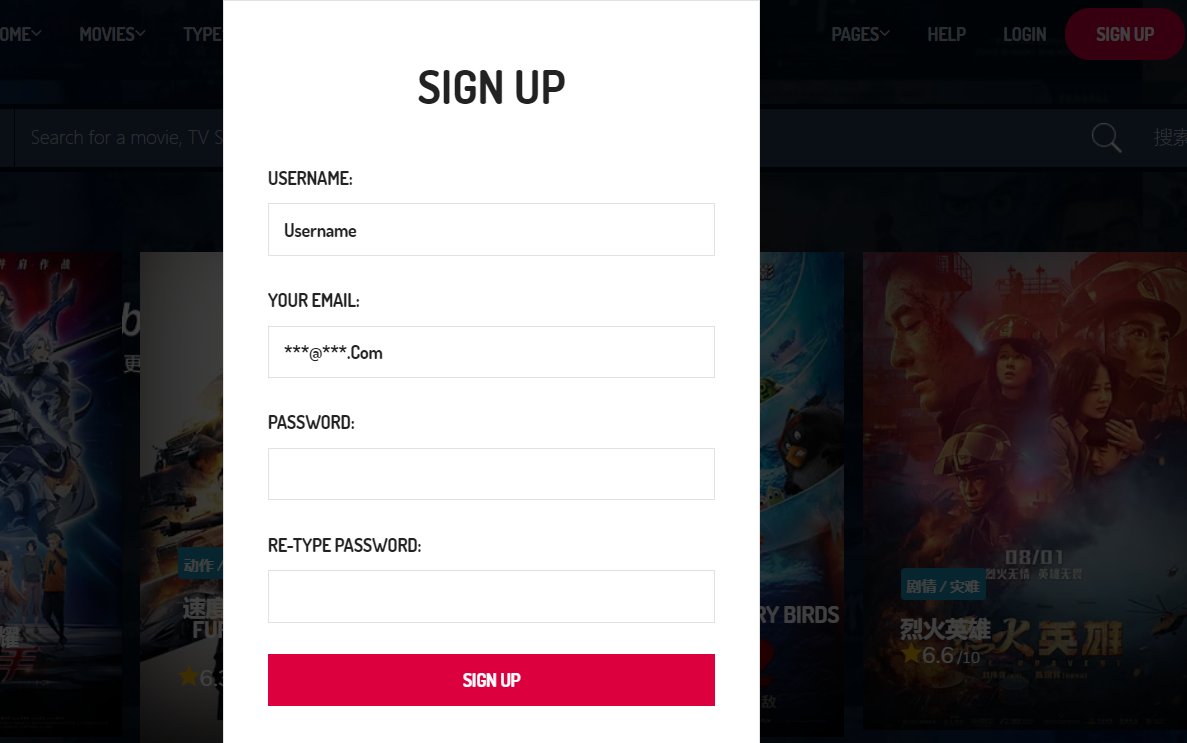 OME MOVIES TYPE PAGES HELP LOGIN SIGN UP
Search for a movie, TV S
搜索
SIGN UP
USERNAME:
Username
YOUR EMAIL:
***@***.Com
PASSWORD:
RE-TYPE PASSWORD:
SIGN UP
动作 /
速度
FUR
6.3
RY BIRDS
08/01
烈火无情 英雄无畏
剧情 / 灾难
烈火英雄
6.6 /10
火英雄